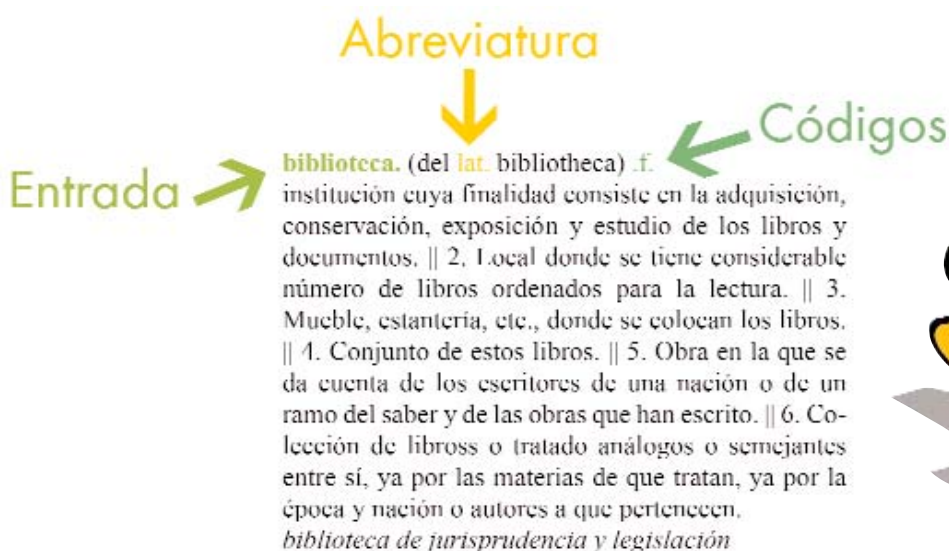 Abreviatura
Códigos
Entrada
biblioteca. (del lat. bibliotheca) .f.
institución cuya finalidad consiste en la adquisición,
conservación, exposición y estudio de los libros y
documentos. || 2. Local donde se tiene considerable
número de libros ordenados para la lectura. || 3.
Mueble, estantería, etc., donde se colocan los libros.
|| 4. Conjunto de estos libros. || 5. Obra en la que se
da cuenta de los escritores de una nación o de un
ramo del saber y de las obras que han escrito. || 6. Co-
lección de libross o tratado análogos o semejantes
entre sí, ya por las materias de que tratan, ya por la
época y nación o autores a que pertenecen.
biblioteca de jurisprudencia y legislación